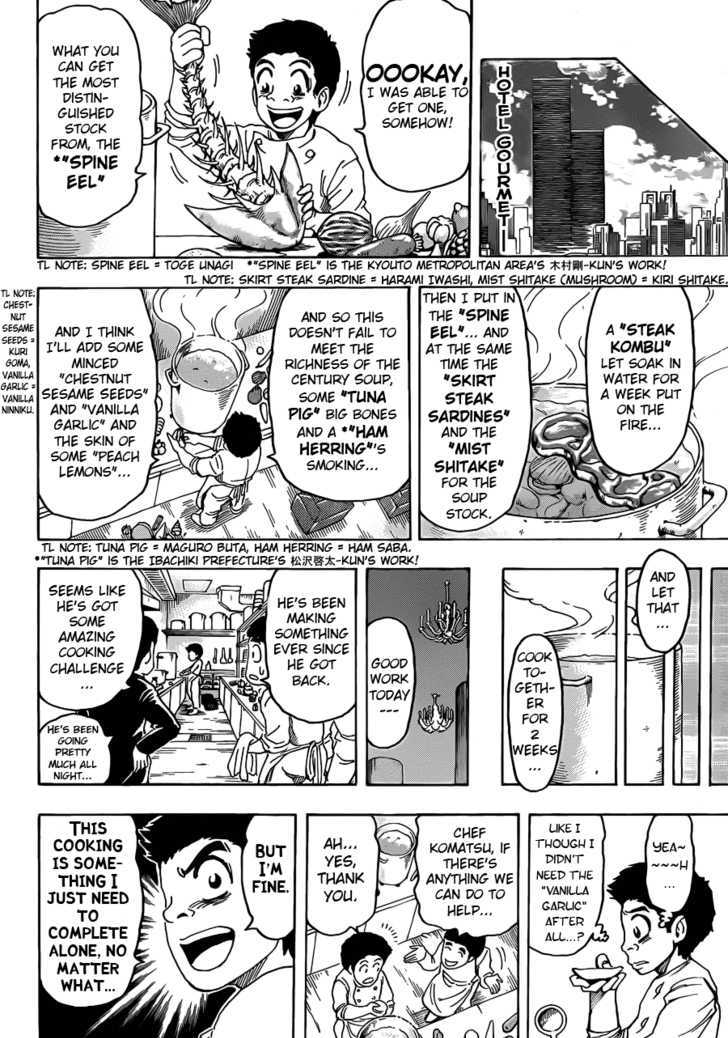 HOTEL GOURMET
OOOKAY,
I WAS ABLE TO
GET ONE,
SOMEHOW!
WHAT YOU
CAN GET
THE MOST
DISTIN-
GUISHED
STOCK
FROM, THE
*"SPINE
EEL"
TL NOTE: SPINE EEL = TOGE UNAGI *"SPINE EEL" IS THE KYOUTO METROPOLITAN AREA'S 木村剛-KUN'S WORK!
TL NOTE: SKIRT STEAK SARDINE = HARAMI IWASHI, MIST SHITAKE (MUSHROOM) = KIRI SHITAKE.
A "STEAK
KOMBU"
LET SOAK IN
WATER FOR
A WEEK PUT
ON THE
FIRE...
THEN I PUT IN
THE "SPINE
EEL"... AND
AT THE SAME
TIME THE
"SKIRT
STEAK
SARDINES"
AND THE
"MIST
SHITAKE"
FOR THE
SOUP
STOCK.
AND SO THIS
DOESN'T FAIL TO
MEET THE
RICHNESS OF THE
CENTURY SOUP,
SOME *"TUNA
PIG" BIG BONES
AND A *"HAM
HERRING"'S
SMOKING...
AND I THINK
I'LL ADD SOME
MINCED
"CHESTNUT
SESAME SEEDS"
AND "VANILLA
GARLIC" AND
THE SKIN OF
SOME "PEACH
LEMONS"...
TL NOTE:
CHEST-
NUT
SESAME
SEEDS =
KURI
GOMA,
VANILLA
GARLIC =
VANILLA
NINNIKU.
TL NOTE: TUNA PIG = MAGURO BUTA, HAM HERRING = HAM SABA.
*"TUNA PIG" IS THE IBACHIKI PREFECTURE'S 松沢啓太-KUN'S WORK!
AND
LET
THAT
...
COOK
TO-
GETH-
ER
FOR
2
WEEKS...
GOOD
WORK
TODAY
---
HE'S BEEN
MAKING
SOMETHING
EVER SINCE
HE GOT
BACK.
SEEMS LIKE
HE'S GOT
SOME
AMAZING
COOKING
CHALLENGE
...
HE'S BEEN
GOING
PRETTY
MUCH ALL
NIGHT...
YEA~
~~~H
...
LIKE I
THOUGH I
DIDN'T
NEED THE
"VANILLA
GARLIC"
AFTER
ALL...?
CHEF
KOMATSU, IF
THERE'S
ANYTHING WE
CAN DO TO
HELP...
AH...
YES,
THANK
YOU.
BUT
I'M
FINE.
THIS
COOKING
IS SOME-
THING I
JUST NEED
TO
COMPLETE
ALONE, NO
MATTER
WHAT...